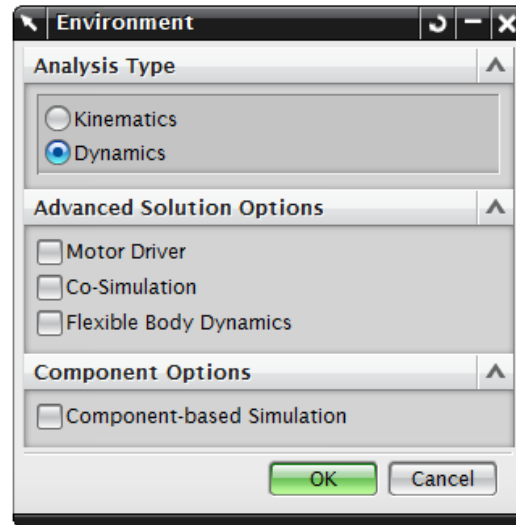 Environment
Analysis Type
Kinematics
Dynamics
Advanced Solution Options
Motor Driver
Co-Simulation
Flexible Body Dynamics
Component Options
Component-based Simulation
OK Cancel